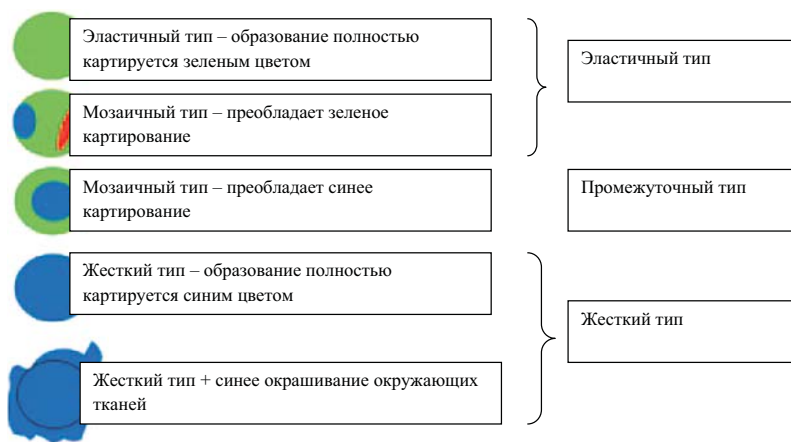 Эластичный тип – образование полностью
картируется зеленым цветом
Эластичный тип
Мозаичный тип – преобладает зеленое
картирование
Мозаичный тип – преобладает синее
картирование
Промежуточный тип
Жесткий тип – образование полностью
картируется синим цветом
Жесткий тип
Жесткий тип + синее окрашивание окружающих
тканей